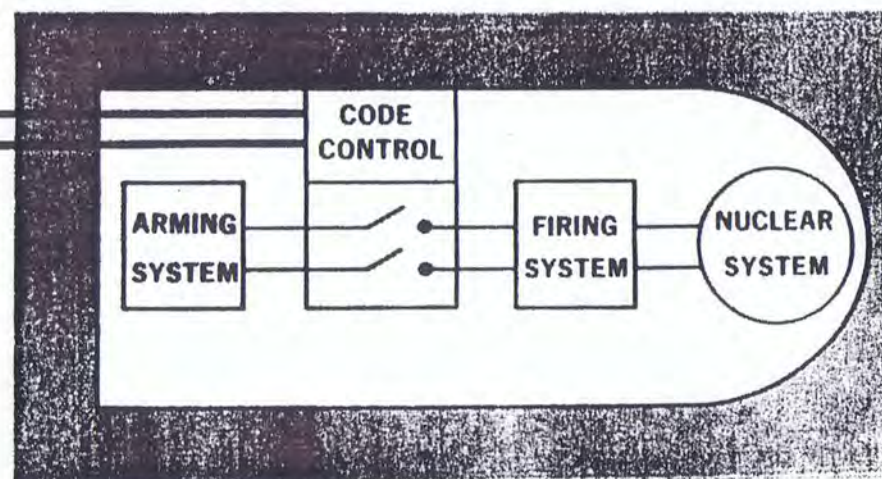 CODE
CONTROL
ARMING
SYSTEM
FIRING
SYSTEM
NUCLEAR
SYSTEM